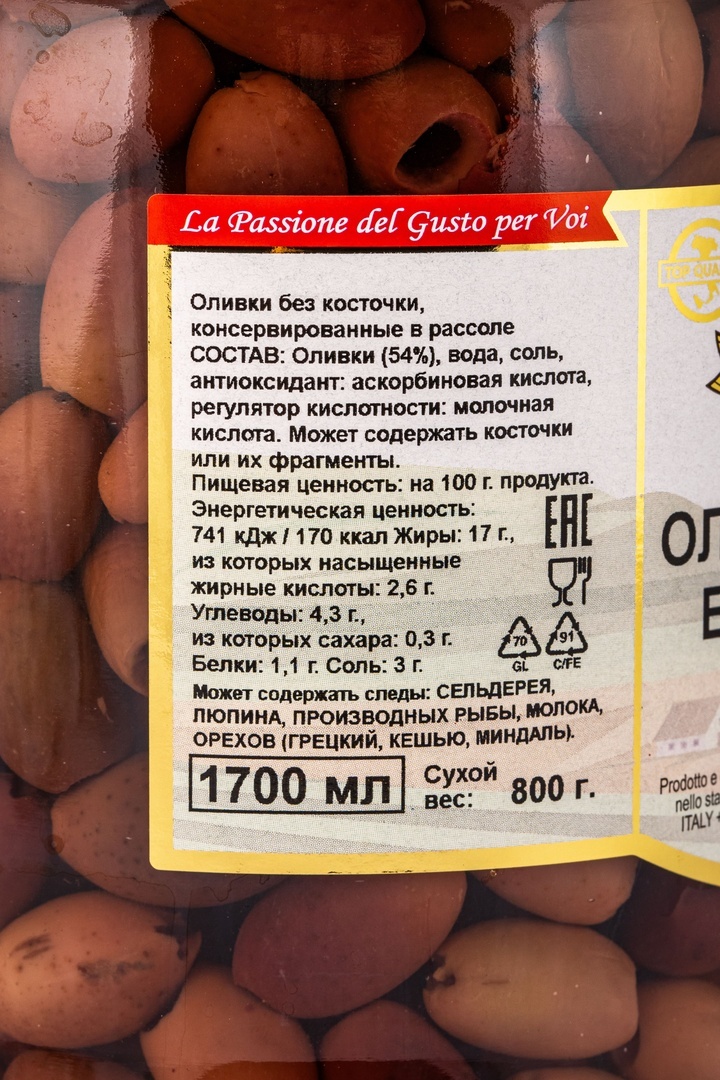 La Passione del Gusto per Voi
Оливки без косточки,
консервированные в рассоле
СОСТАВ: Оливки (54%), вода, соль,
антиоксидант: аскорбиновая кислота,
регулятор кислотности: молочная
кислота. Может содержать косточки
или их фрагменты.
Пищевая ценность: на 100 г. продукта.
Энергетическая ценность:
741 кДж / 170 ккал Жиры: 17 г.,
из которых насыщенные
жирные кислоты: 2,6 г.
Углеводы: 4,3 г.,
из которых сахара: 0,3 г.
Белки: 1,1 г. Соль: 3 г.
EAC
70
GL
91
C/FE
Может содержать следы: СЕЛЬДЕРЕЯ,
ЛЮПИНА, ПРОИЗВОДНЫХ РЫБЫ, МОЛОКА,
ОРЕХОВ (ГРЕЦКИЙ, КЕШЬЮ, МИНДАЛЬ).
1700 мл
Сухой
вес: 800 г.
TOP QUA
ОЛ
Prodotto e
nello sta
ITALY